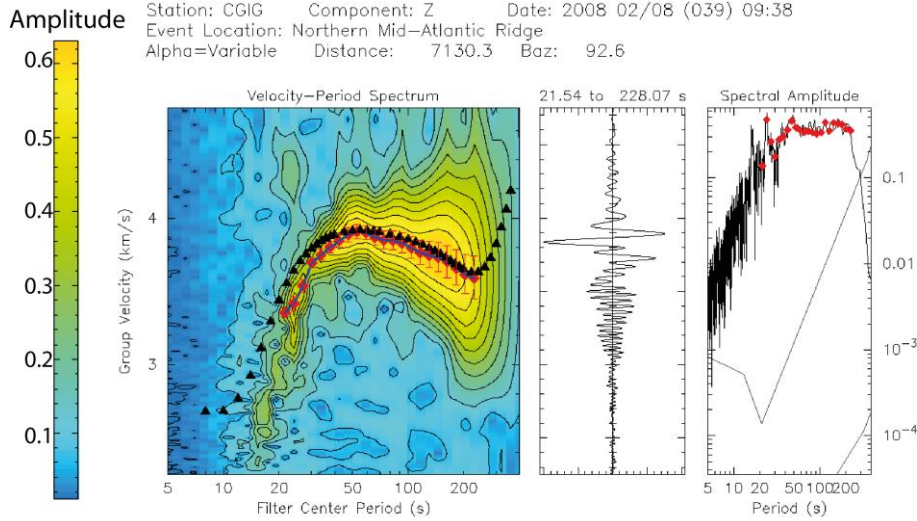 Amplitude
Station: CGIG Component: Z Date: 2008 02/08 (039) 09:38
Event Location: Northern Mid-Atlantic Ridge
Alpha=Variable Distance: 7130.3 Baz: 92.6
0.6
0.5
0.4
0.3
0.2
0.1
Velocity-Period Spectrum
Group Velocity (km/s)
4
3
5 10 20 50 100 200
Filter Center Period (s)
21.54 to 228.07 s
Spectral Amplitude
0.1
0.01
10⁻³
10⁻⁴
5 10 20 50 100 200
Period (s)